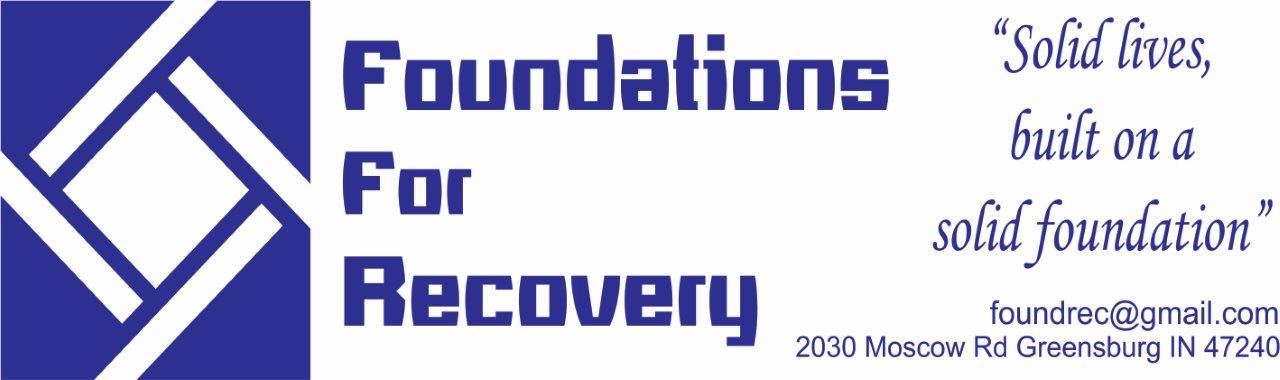 Foundations
For
Recovery
“Solid lives,
built on a
solid foundation”
foundrec@gmail.com
2030 Moscow Rd Greensburg IN 47240